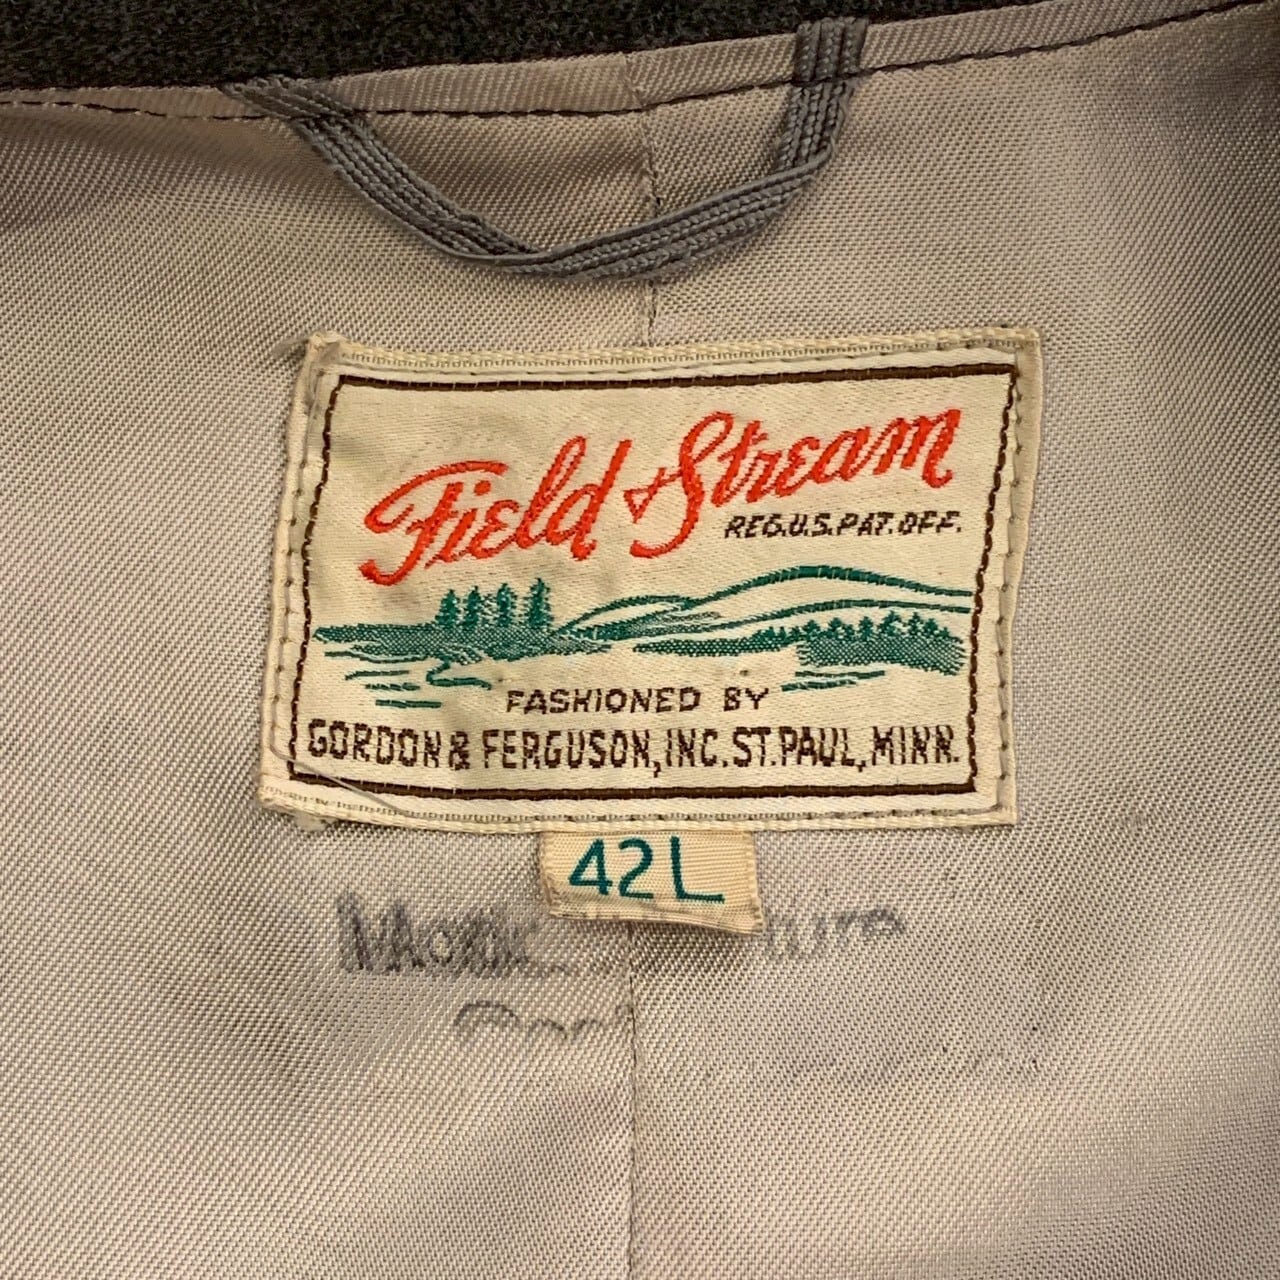 Field & Stream
REG.U.S.PAT.OFF.
FASHIONED BY
GORDON & FERGUSON, INC. ST. PAUL, MINN.
42L